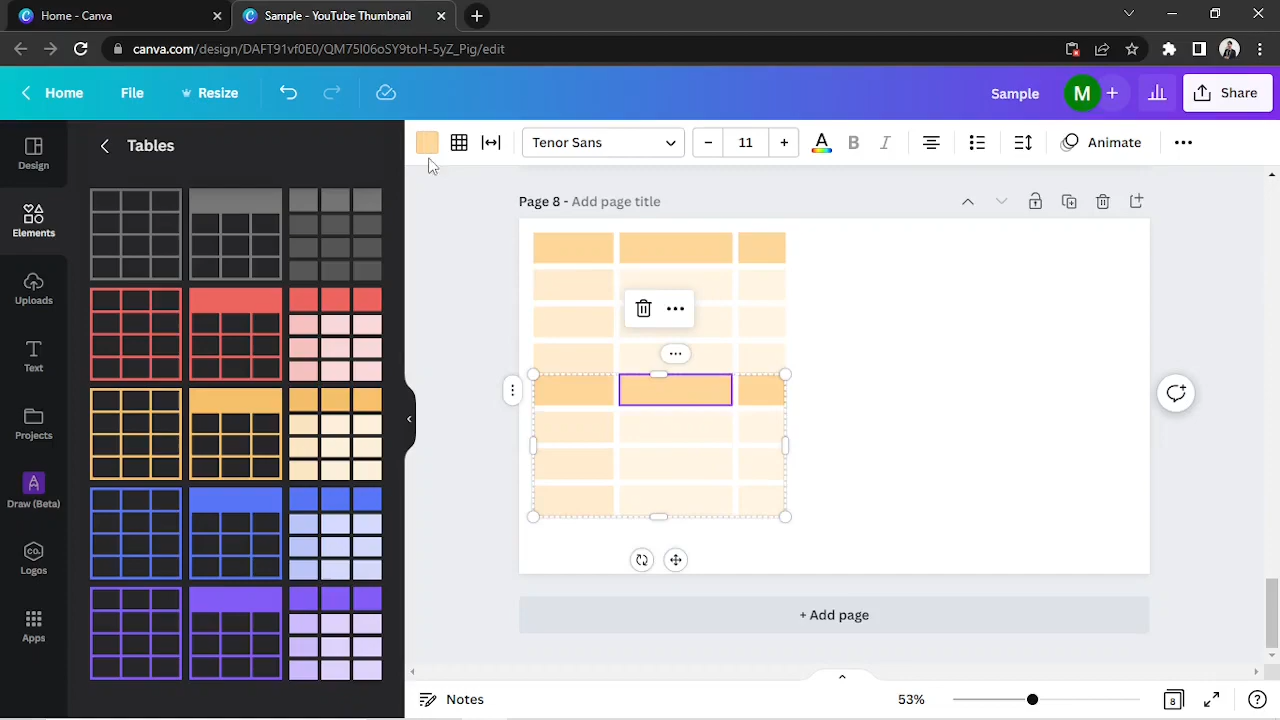 Home - Canva
Sample - YouTube Thumbnail
canva.com/design/DAFT91vf0E0/QM75I06oSY9toH-5yZ_Pig/edit
Home
File
Resize
Sample
M
Share
Design
Elements
Uploads
Text
Projects
Draw (Beta)
Logos
Apps
Tables
Tenor Sans
11
A
B
I
Animate
Page 8 - Add page title
+ Add page
Notes
53%
8